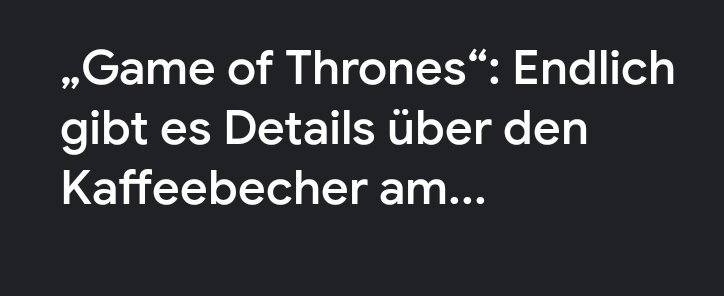 „Game of Thrones“: Endlich
gibt es Details über den
Kaffeebecher am...